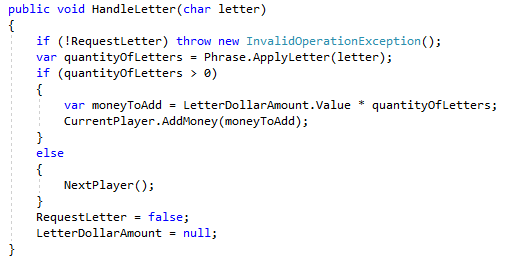 public void HandleLetter(char letter)
{
    if (!RequestLetter) throw new InvalidOperationException();
    var quantityOfLetters = Phrase.ApplyLetter(letter);
    if (quantityOfLetters > 0)
    {
        var moneyToAdd = LetterDollarAmount.Value * quantityOfLetters;
        CurrentPlayer.AddMoney(moneyToAdd);
    }
    else
    {
        NextPlayer();
    }
    RequestLetter = false;
    LetterDollarAmount = null;
}